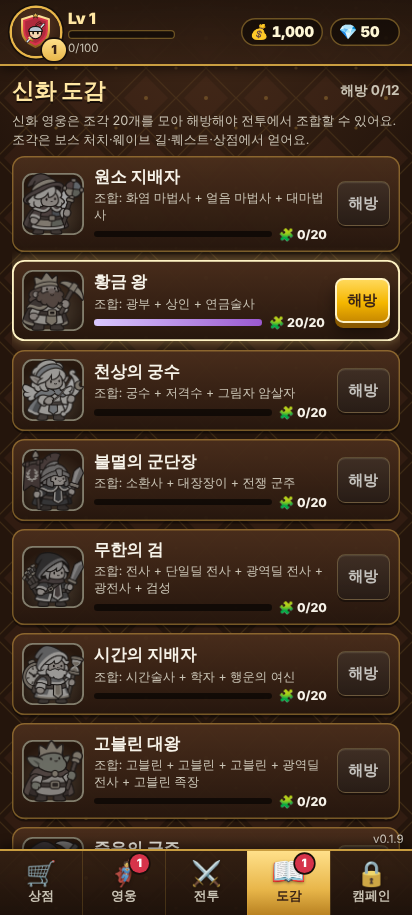 Lv 1
0/100
1
1,000
50
신화 도감
해방 0/12
신화 영웅은 조각 20개를 모아 해방해야 전투에서 조합할 수 있어요.
조각은 보스 처치·웨이브 길·퀘스트·상점에서 얻어요.
원소 지배자
조합: 화염 마법사 + 얼음 마법사 + 대마법
사
0/20
해방
황금 왕
조합: 광부 + 상인 + 연금술사
20/20
해방
천상의 궁수
조합: 궁수 + 저격수 + 그림자 암살자
0/20
해방
불멸의 군단장
조합: 소환사 + 대장장이 + 전쟁 군주
0/20
해방
무한의 검
조합: 전사 + 단일딜 전사 + 광역딜 전사 +
광전사 + 검성
0/20
해방
시간의 지배자
조합: 시간술사 + 학자 + 행운의 여신
0/20
해방
고블린 대왕
조합: 고블린 + 고블린 + 고블린 + 광역딜
전사 + 고블린 족장
0/20
해방
v0.1.9
상점
1
영웅
전투
1
도감
캠페인